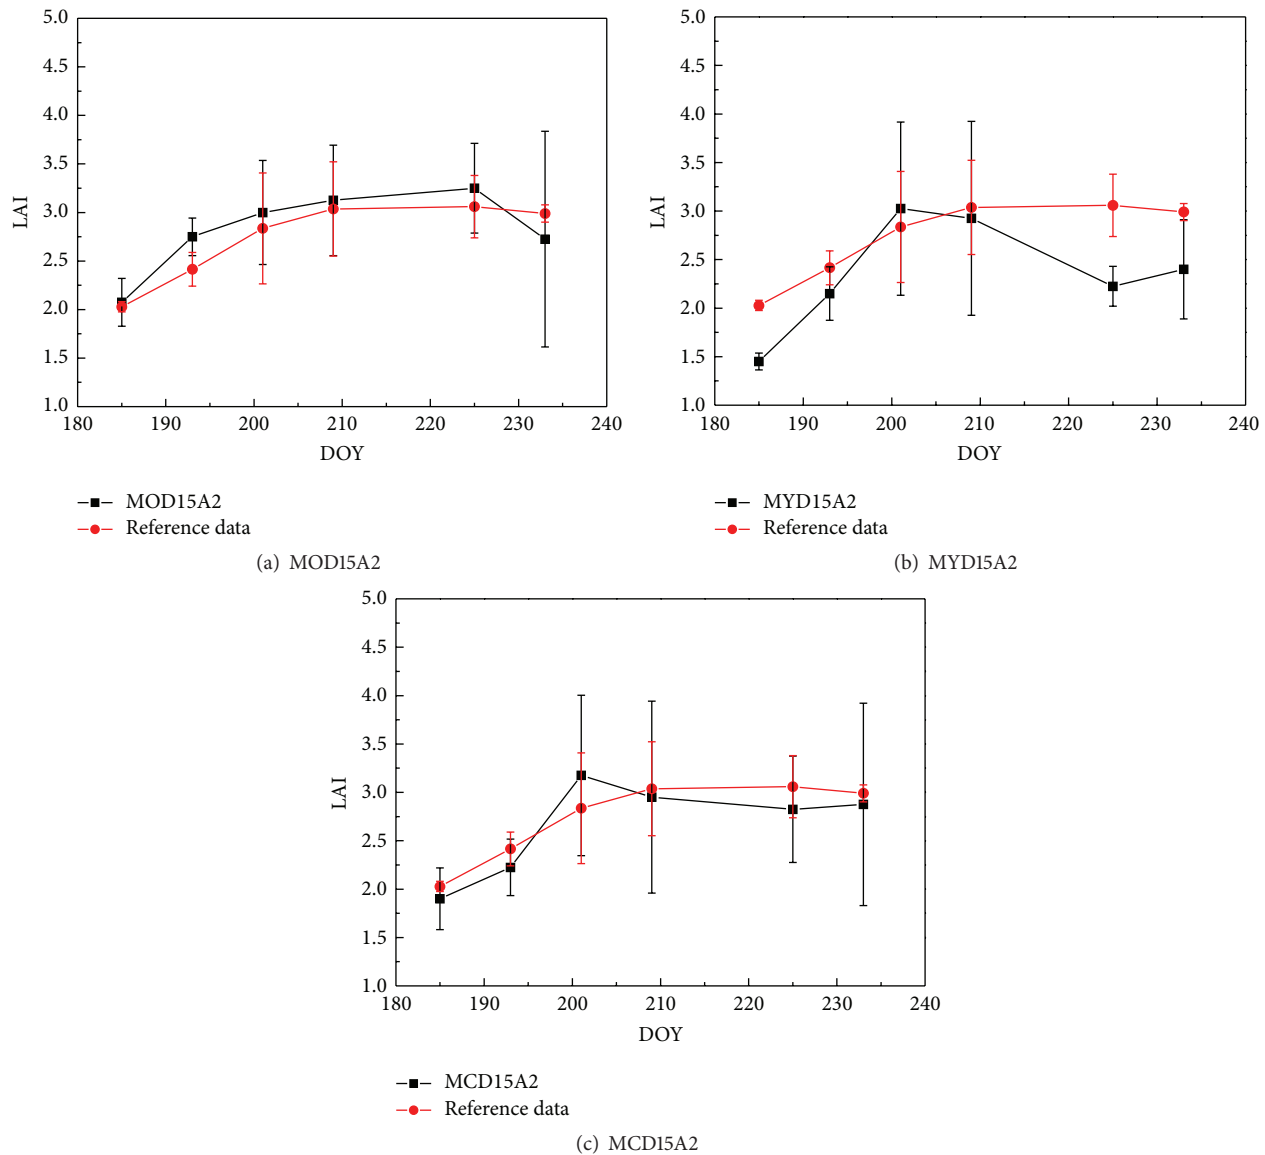 5.0
4.5
4.0
3.5
3.0
2.5
2.0
1.5
1.0
LAI
180 190 200 210 220 230 240
DOY
MOD15A2
Reference data
(a) MOD15A2
5.0
4.5
4.0
3.5
3.0
2.5
2.0
1.5
1.0
LAI
180 190 200 210 220 230 240
DOY
MYD15A2
Reference data
(b) MYD15A2
5.0
4.5
4.0
3.5
3.0
2.5
2.0
1.5
1.0
LAI
180 190 200 210 220 230 240
DOY
MCD15A2
Reference data
(c) MCD15A2